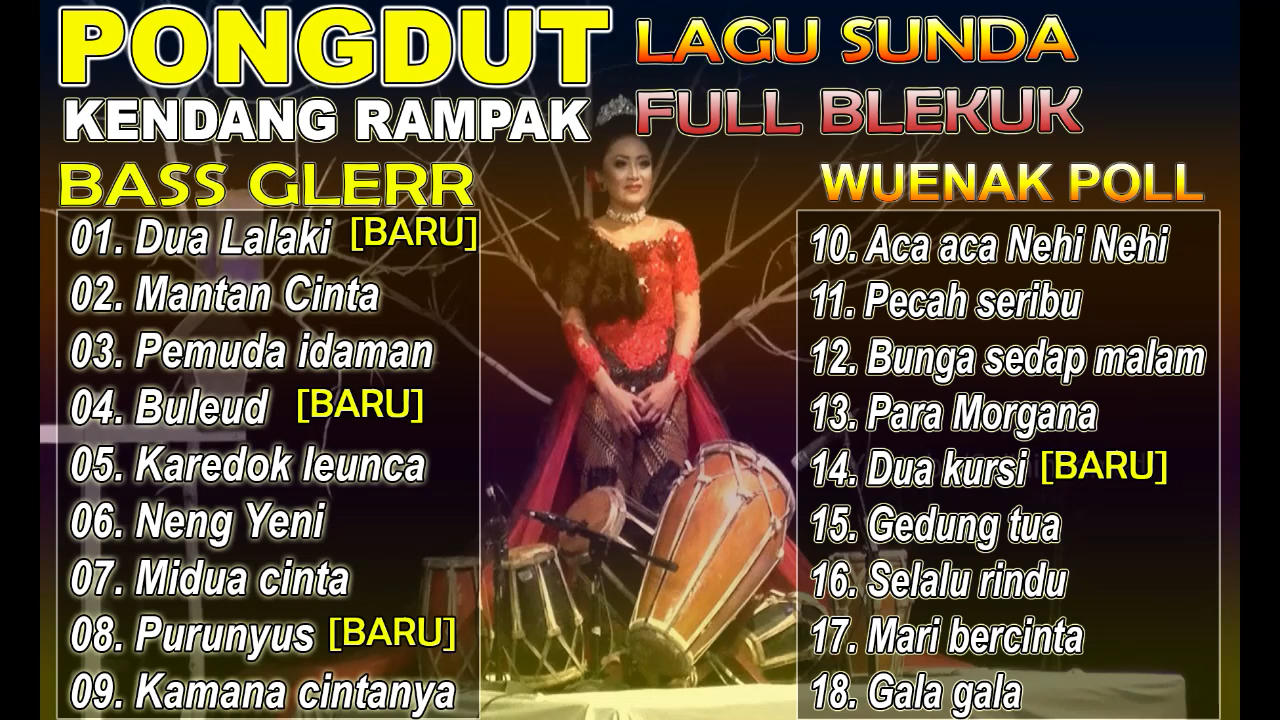 PONGDUT
KENDANG RAMPAK
LAGU SUNDA
FULL BLEKUK
BASS GLERR
WUENAK POLL
01. Dua Lalaki [BARU]
02. Mantan Cinta
03. Pemuda idaman
04. Buleud [BARU]
05. Karedok leunca
06. Neng Yeni
07. Midua cinta
08. Purunyus [BARU]
09. Kamana cintanya
10. Aca aca Nehi Nehi
11. Pecah seribu
12. Bunga sedap malam
13. Para Morgana
14. Dua kursi [BARU]
15. Gedung tua
16. Selalu rindu
17. Mari bercinta
18. Gala gala